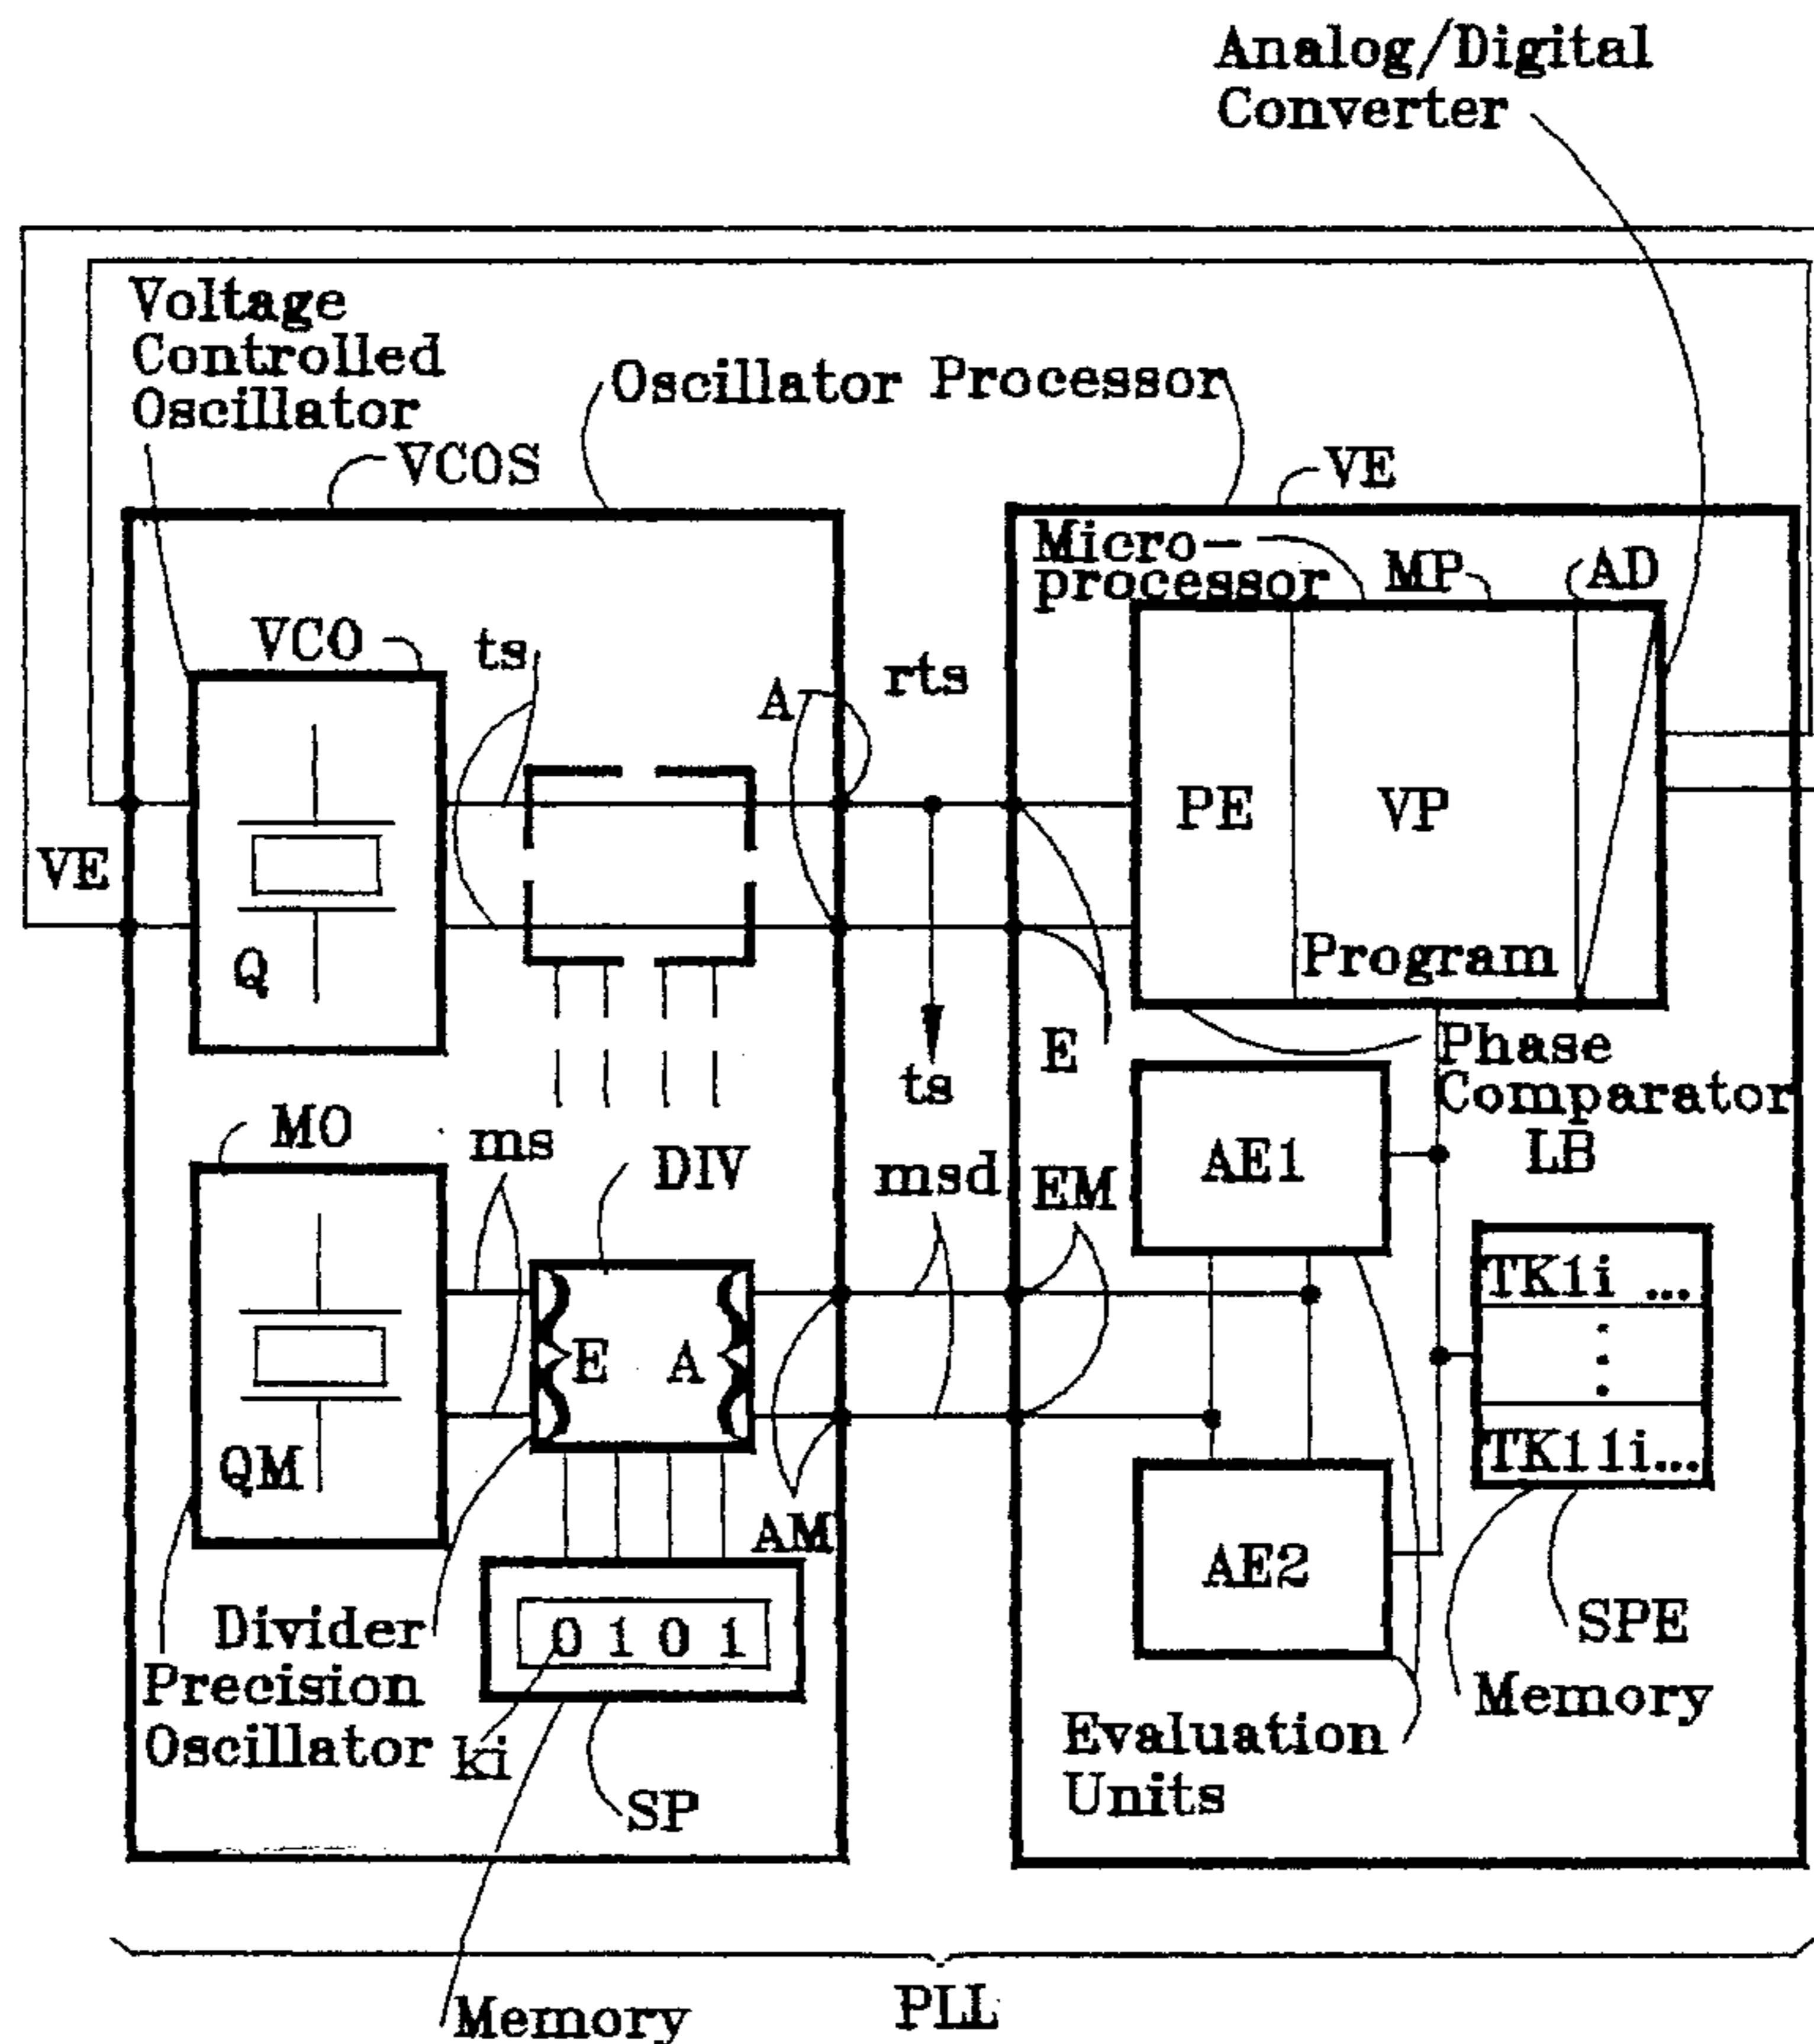 Analog/Digital
Converter
Voltage
Controlled
Oscillator
Oscillator
Processor
VCOS
VE
Micro-
processor
MP
AD
VCO
ts
A
rts
PE
VP
VE
Q
Program
E
ts
Phase
Comparator
LB
MO
ms
DIV
msd
EM
AE1
TK1i ...
E
A
QM
TK11i...
AM
AE2
0 1 0 1
Divider
Precision
Oscillator
ki
SP
SPE
Memory
Evaluation
Units
Memory
PLL